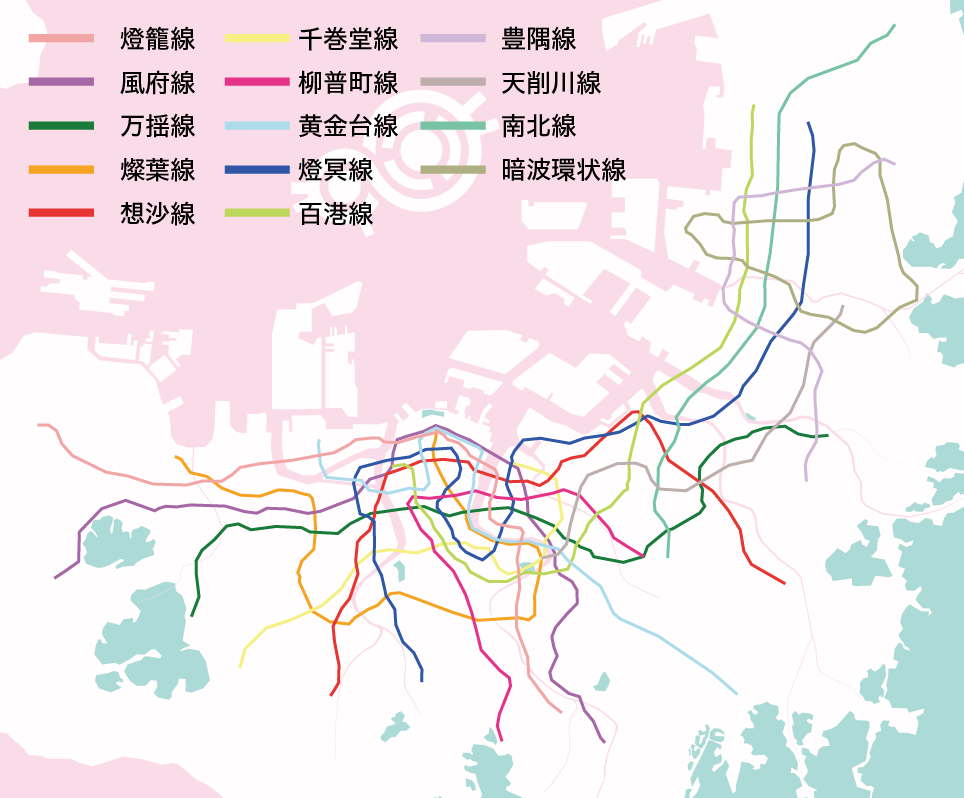 燈籠線 千巻堂線 豊隅線
風府線 柳普町線 天削川線
万揺線 黄金台線 南北線
燦葉線 燈冥線 暗波環状線
想沙線 百港線